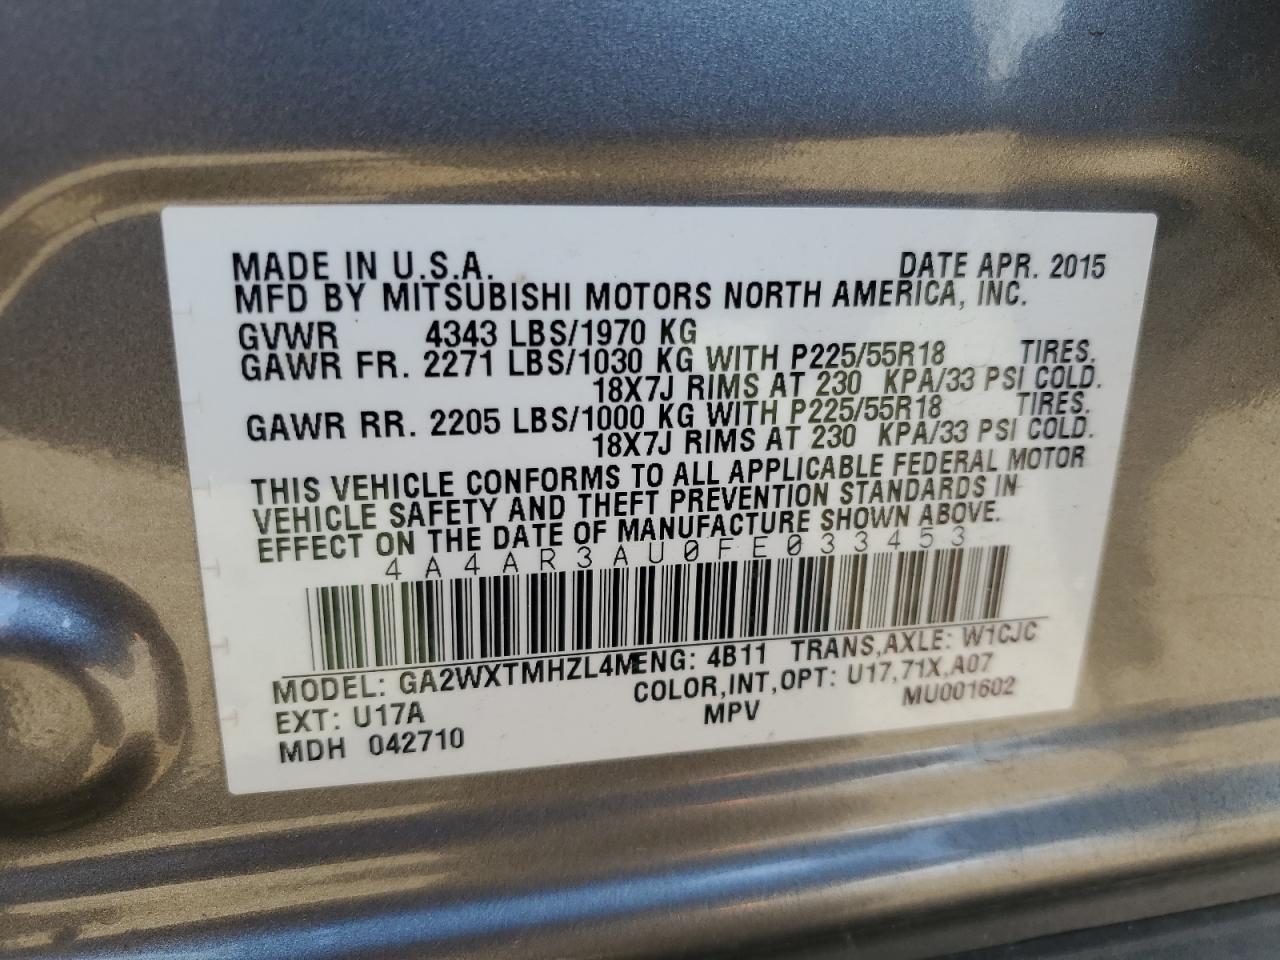 MADE IN U.S.A. DATE APR. 2015
MFD BY MITSUBISHI MOTORS NORTH AMERICA, INC.
GVWR 4343 LBS/1970 KG
GAWR FR. 2271 LBS/1030 KG WITH P225/55R18 TIRES.
18X7J RIMS AT 230 KPA/33 PSI COLD.
GAWR RR. 2205 LBS/1000 KG WITH P225/55R18 TIRES.
18X7J RIMS AT 230 KPA/33 PSI COLD.
THIS VEHICLE CONFORMS TO ALL APPLICABLE FEDERAL MOTOR
VEHICLE SAFETY AND THEFT PREVENTION STANDARDS IN
EFFECT ON THE DATE OF MANUFACTURE SHOWN ABOVE.
4A4AR3AU0FE033453
MODEL: GA2WXTMHZL4M ENG: 4B11 TRANS,AXLE: W1CJC
EXT: U17A COLOR,INT,OPT: U17,71X,A07
MDH 042710 MPV MU001602